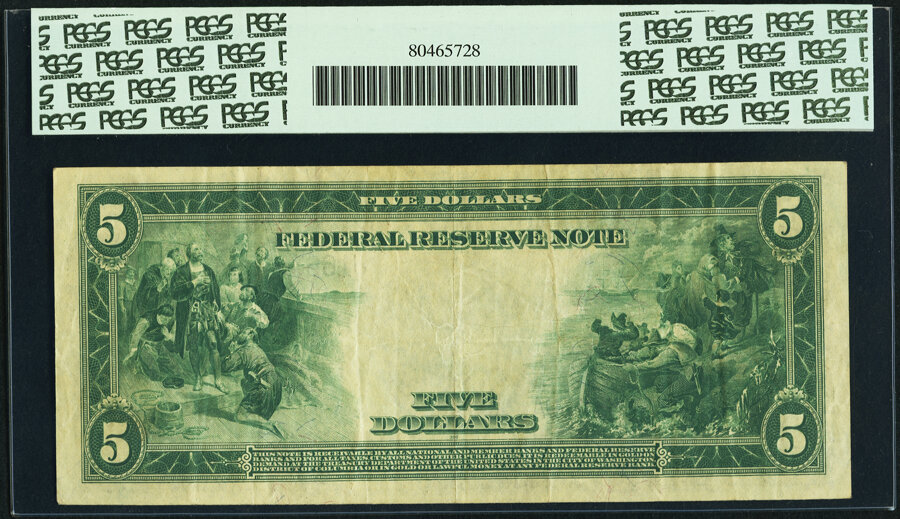 PCGS PCGS PCGS
CURRENCY
80465728
FIVE DOLLARS
5 5
FEDERAL RESERVE NOTE
FIVE
DOLLARS
5 5
THIS NOTE IS RECEIVABLE BY ALL NATIONAL AND MEMBER BANKS AND FEDERAL RESERVE
BANKS AND FOR ALL TAXES, CUSTOMS AND OTHER PUBLIC DUES. IT IS REDEEMABLE IN GOLD ON
DEMAND AT THE TREASURY DEPARTMENT OF THE UNITED STATES IN THE CITY OF WASHINGTON,
DISTRICT OF COLUMBIA OR IN GOLD OR LAWFUL MONEY AT ANY FEDERAL RESERVE BANK.